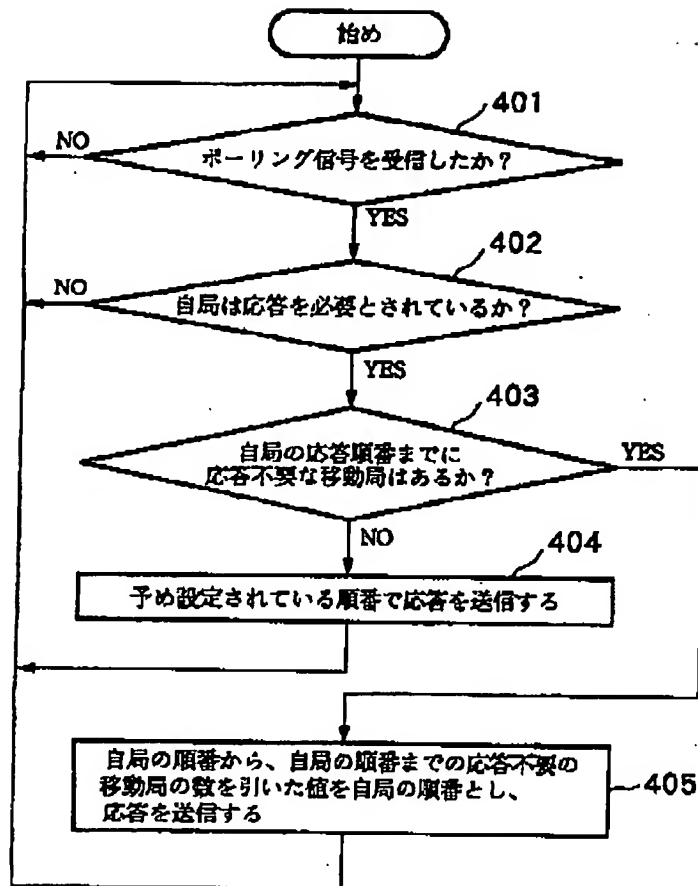 始め
401
NO
ポーリング信号を受信したか？
YES
402
NO
自局は応答を必要とされているか？
YES
403
自局の応答順番までに
応答不要な移動局はあるか？
YES
NO
404
予め設定されている順番で応答を送信する
自局の順番から、自局の順番までの応答不要の
移動局の数を引いた値を自局の順番とし、
応答を送信する
405